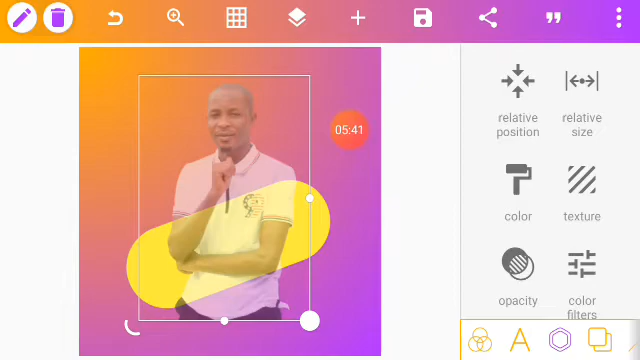 05:41
relative position
relative size
color
texture
opacity
color filters
A